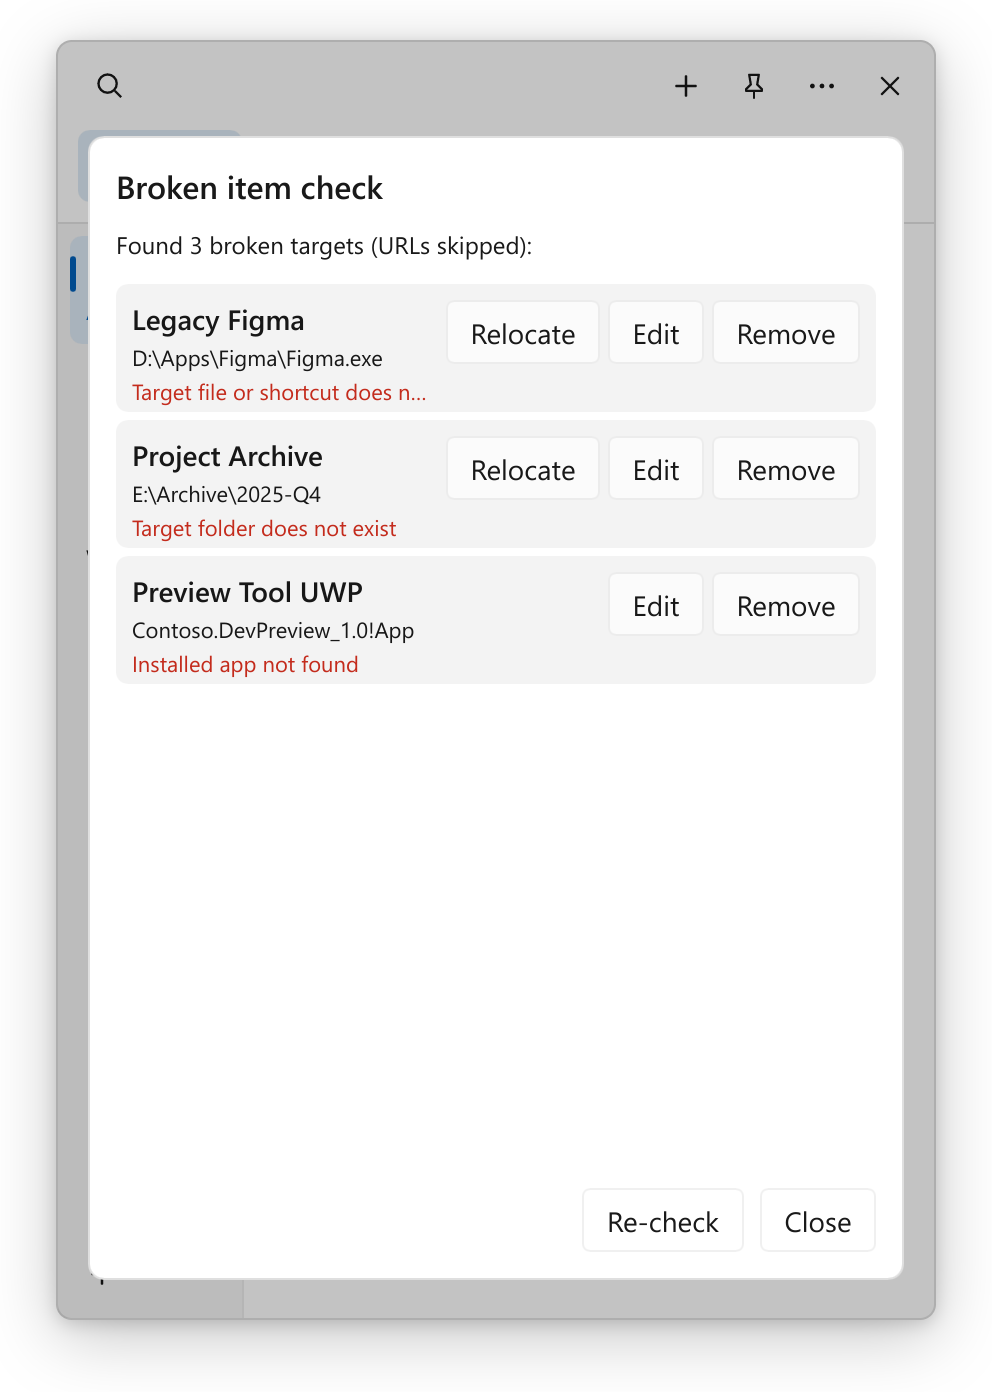 Broken item check
Found 3 broken targets (URLs skipped):
Legacy Figma
Relocate
Edit
Remove
D:\Apps\Figma\Figma.exe
Target file or shortcut does n...
Project Archive
Relocate
Edit
Remove
E:\Archive\2025-Q4
Target folder does not exist
Preview Tool UWP
Edit
Remove
Contoso.DevPreview_1.0!App
Installed app not found
Re-check
Close